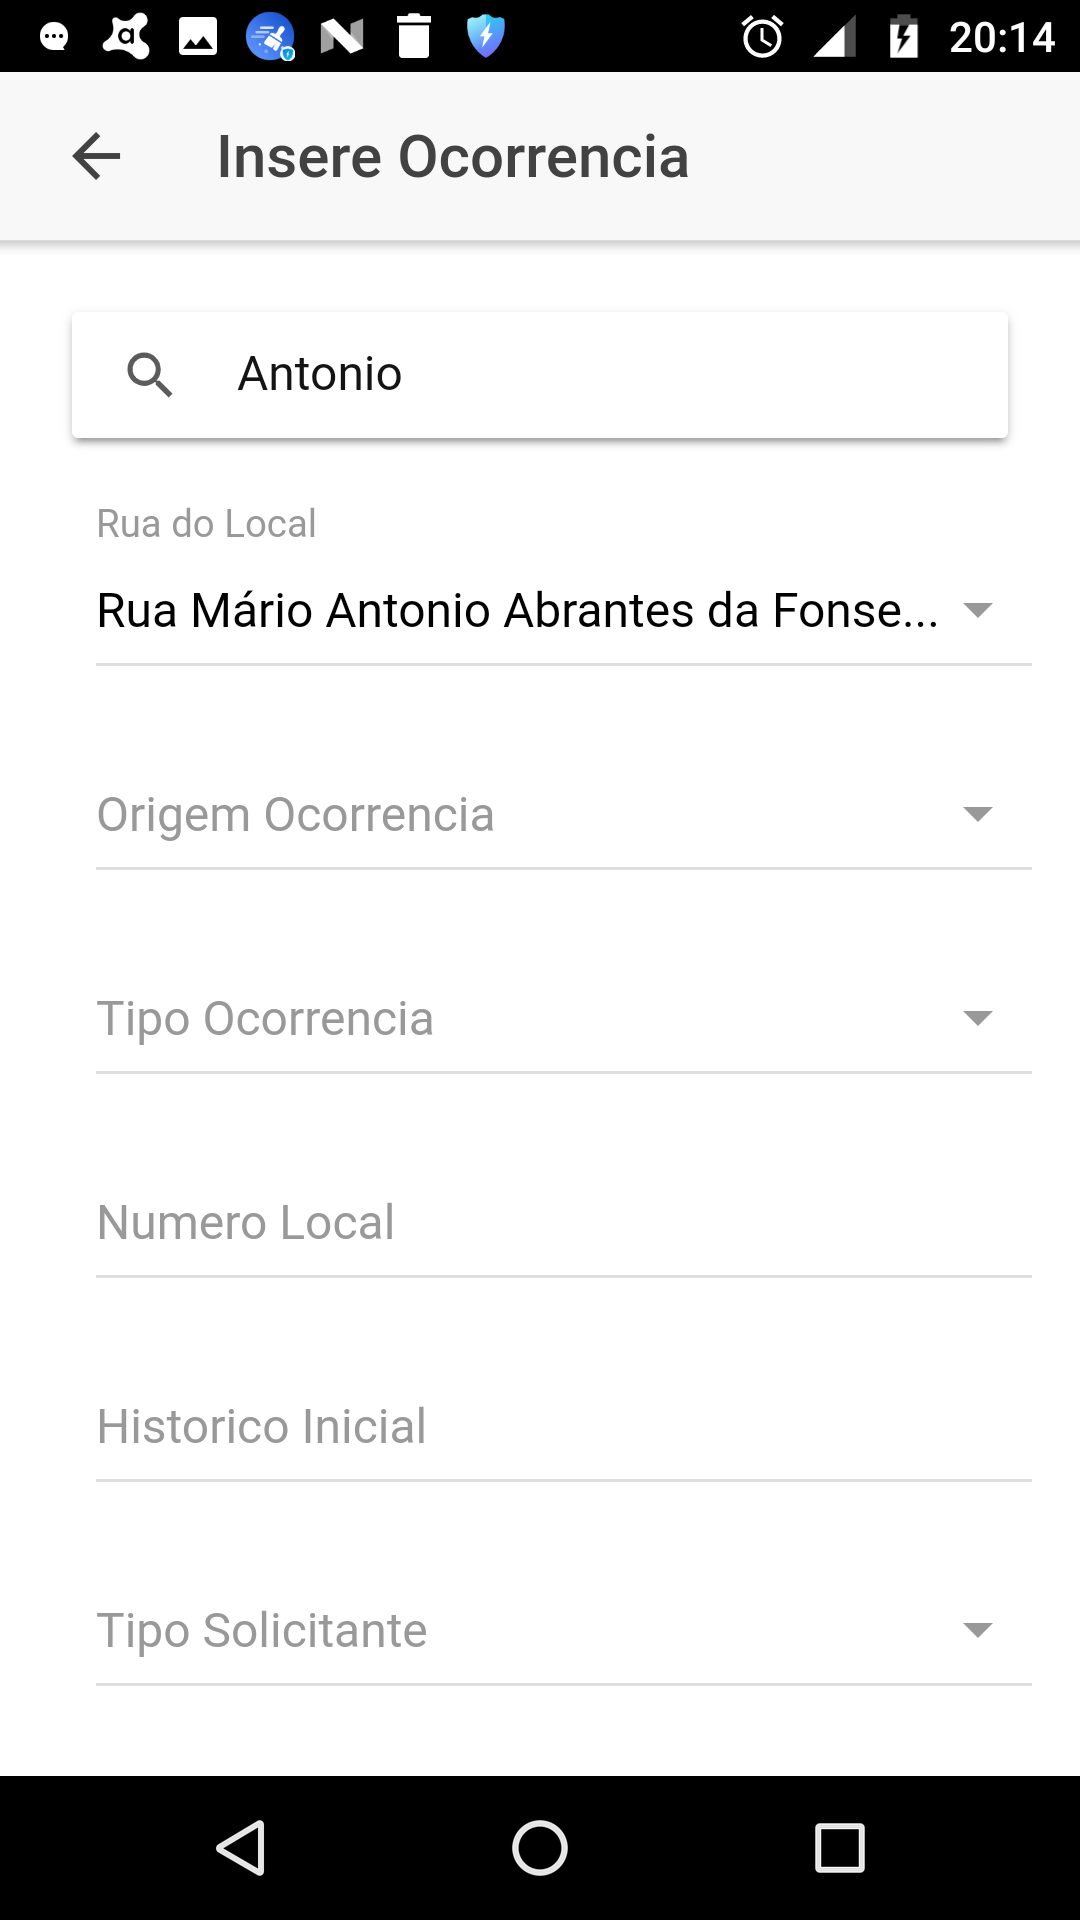 20:14
Insere Ocorrencia
Antonio
Rua do Local
Rua Mário Antonio Abrantes da Fonse...
Origem Ocorrencia
Tipo Ocorrencia
Numero Local
Historico Inicial
Tipo Solicitante